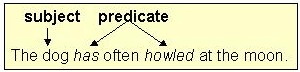 subject predicate
The dog has often howled at the moon.